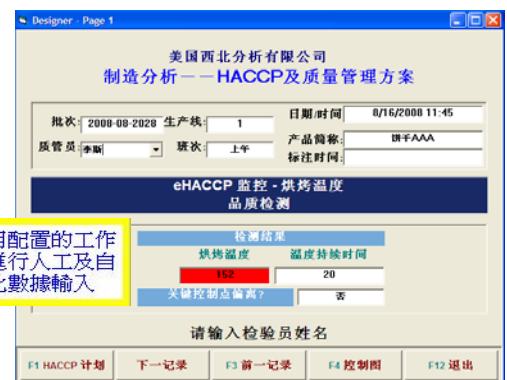 Designer - Page 1
美国西北分析有限公司
制造分析——HACCP及质量管理方案
批次: 2008-08-2028 生产线: 1 日期/时间 8/16/2008 11:45
质管员: 李斯 班次: 上午 产品简称: 饼干AAA
标注时间:
eHACCP 监控 - 烘烤温度
品质检测
用配置的工作
進行人工及自
化數據輸入
检测结果
烘烤温度 温度持续时间
152 20
关键控制点偏离? 否
请输入检验员姓名
F1 HACCP 计划 下一记录 F3 前一记录 F4 控制图 F12 退出